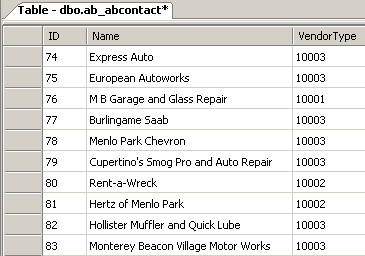 Table - dbo.ab_abcontact*
ID Name VendorType
74 Express Auto 10003
75 European Autoworks 10003
76 M B Garage and Glass Repair 10001
77 Burlingame Saab 10003
78 Menlo Park Chevron 10003
79 Cupertino's Smog Pro and Auto Repair 10003
80 Rent-a-Wreck 10002
81 Hertz of Menlo Park 10002
82 Hollister Muffler and Quick Lube 10003
83 Monterey Beacon Village Motor Works 10003